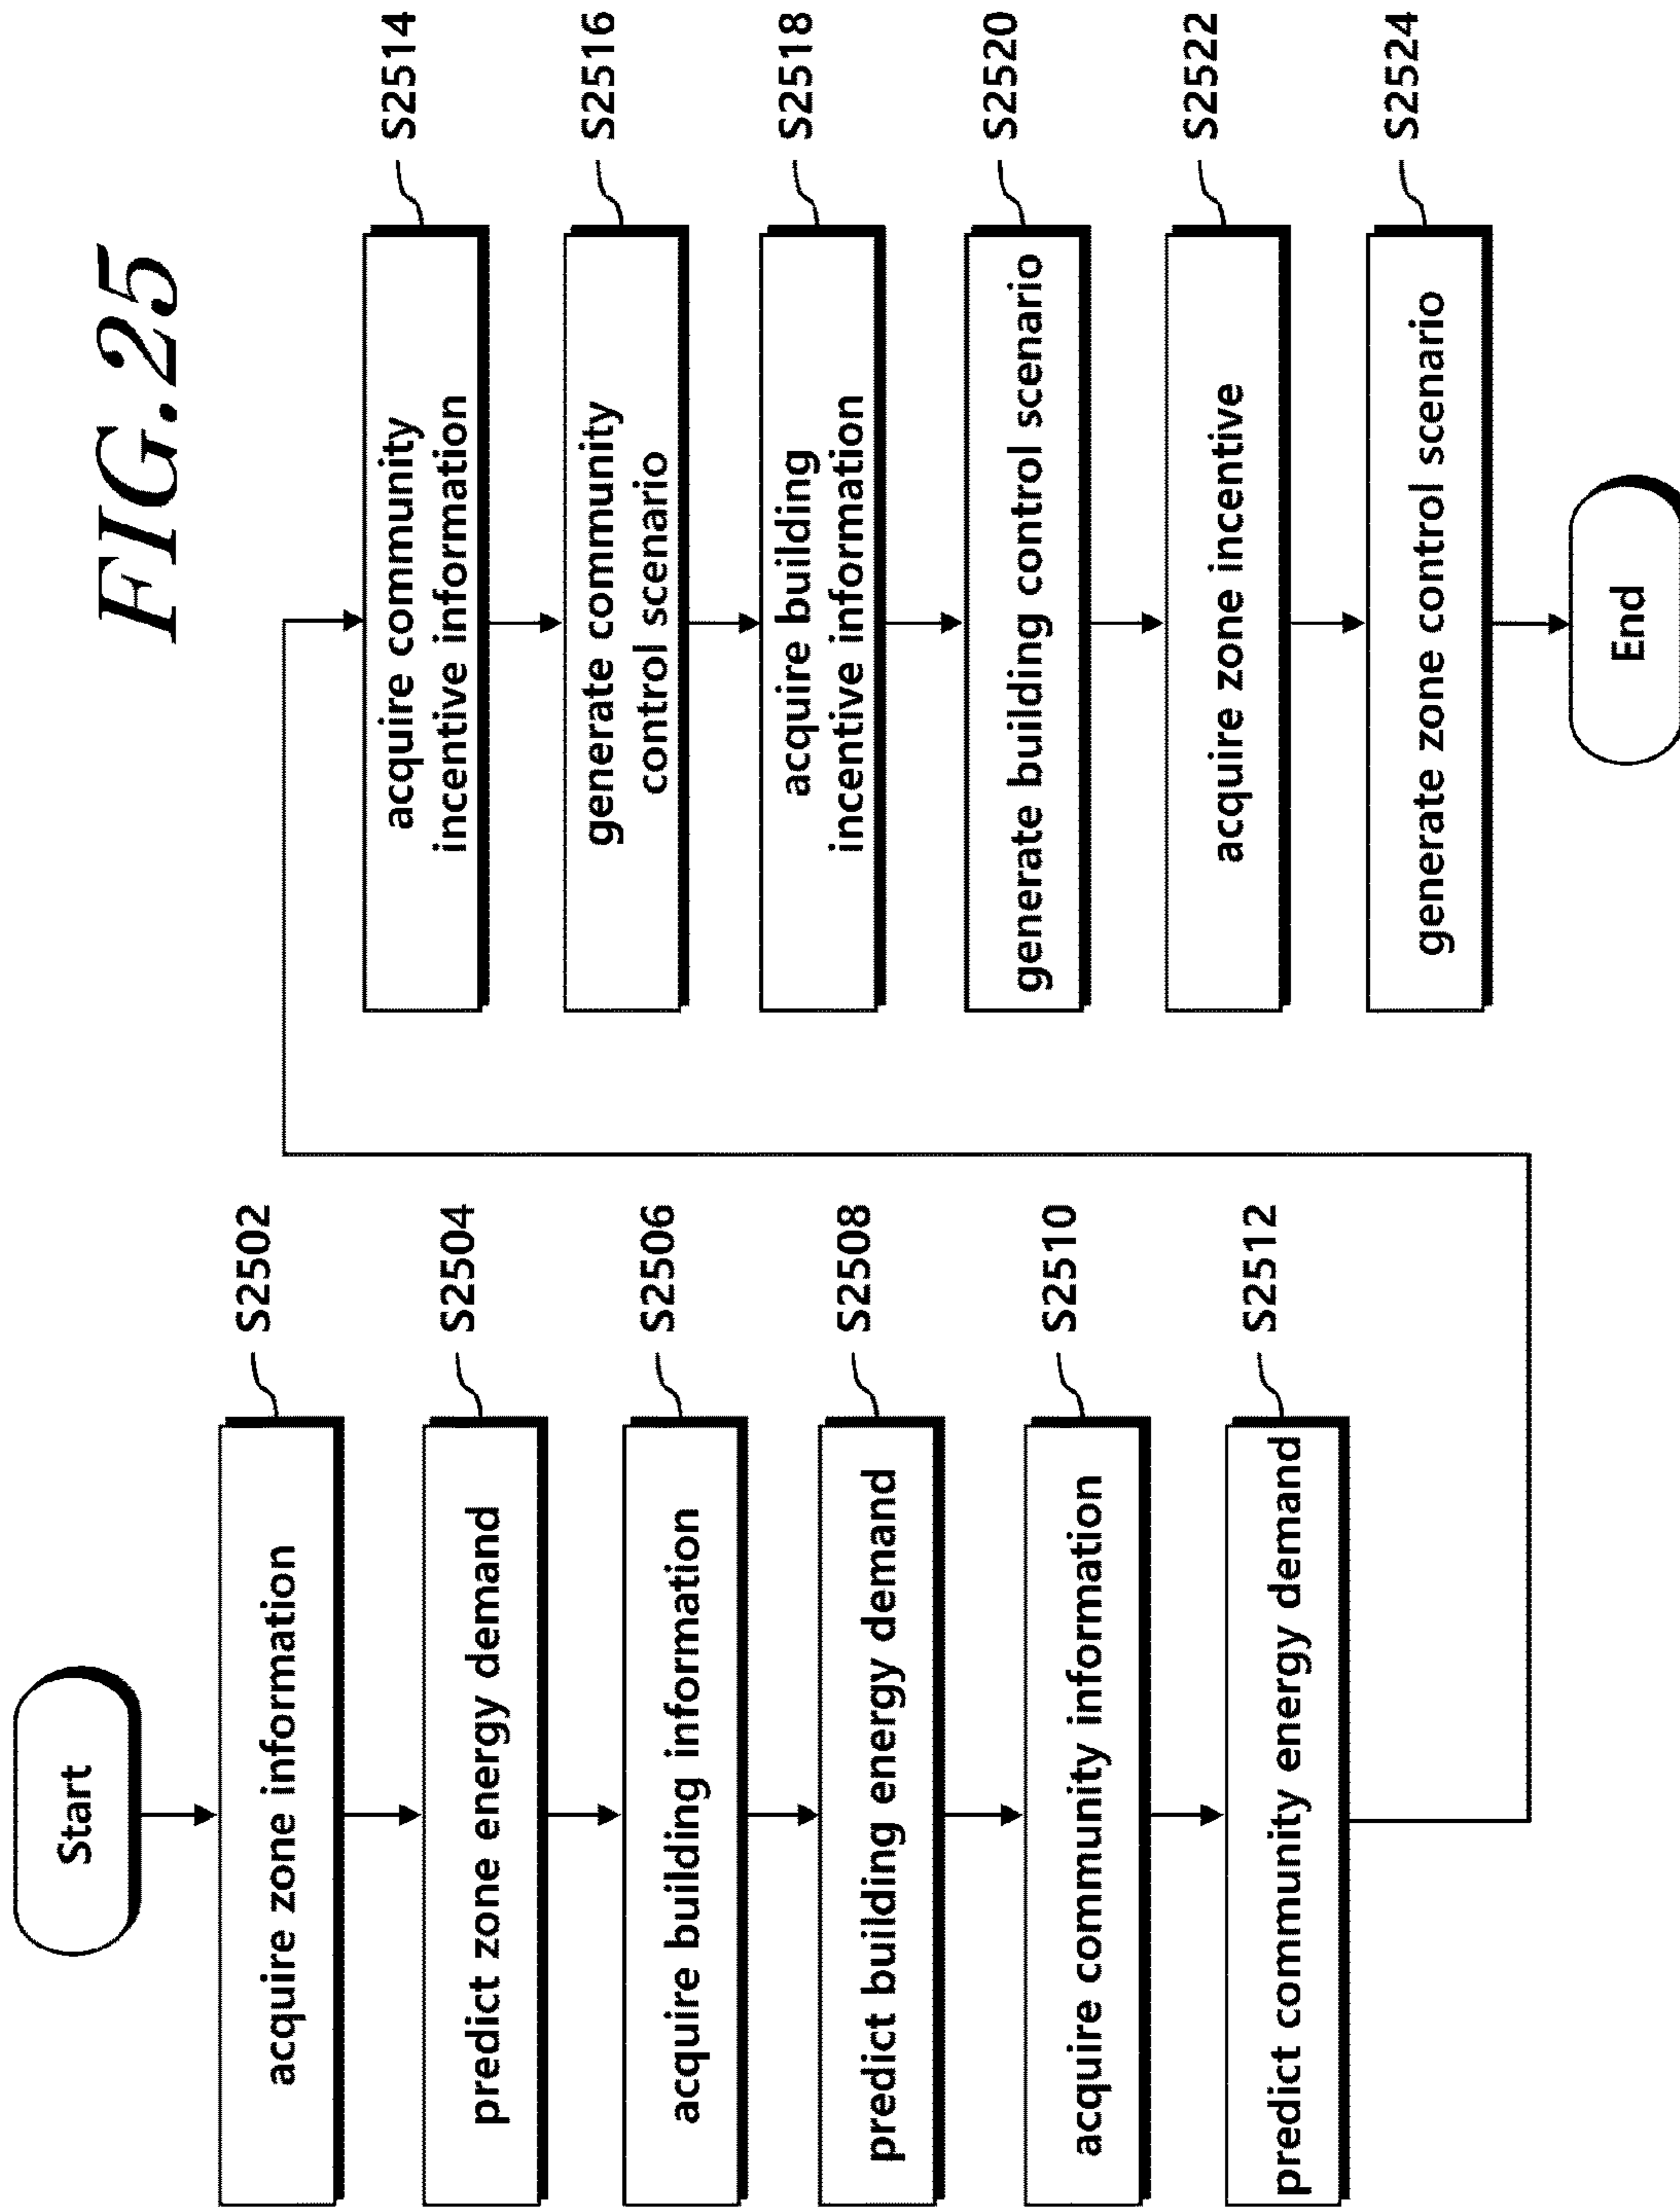 FIG.25
Start
acquire zone information
S2502
predict zone energy demand
S2504
acquire building information
S2506
predict building energy demand
S2508
acquire community information
S2510
predict community energy demand
S2512
acquire community
incentive information
S2514
generate community
control scenario
S2516
acquire building
incentive information
S2518
generate building control scenario
S2520
acquire zone incentive
S2522
generate zone control scenario
S2524
End